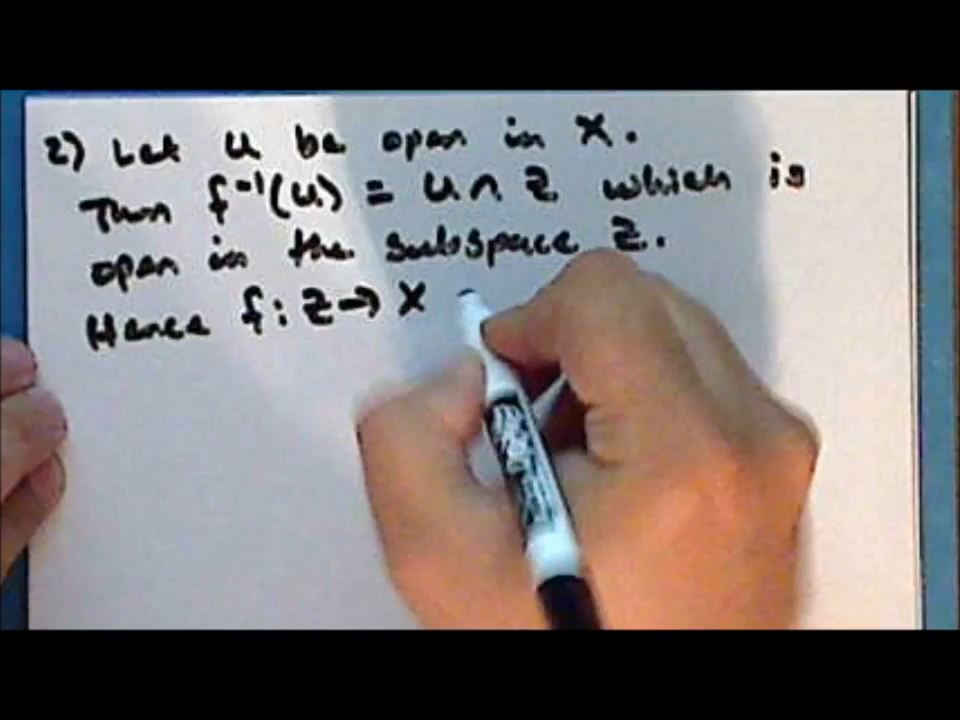 2) Let U be open in X.
Then f⁻¹(U) = U ∩ Z which is
open in the subspace Z.
Hence f: Z → X